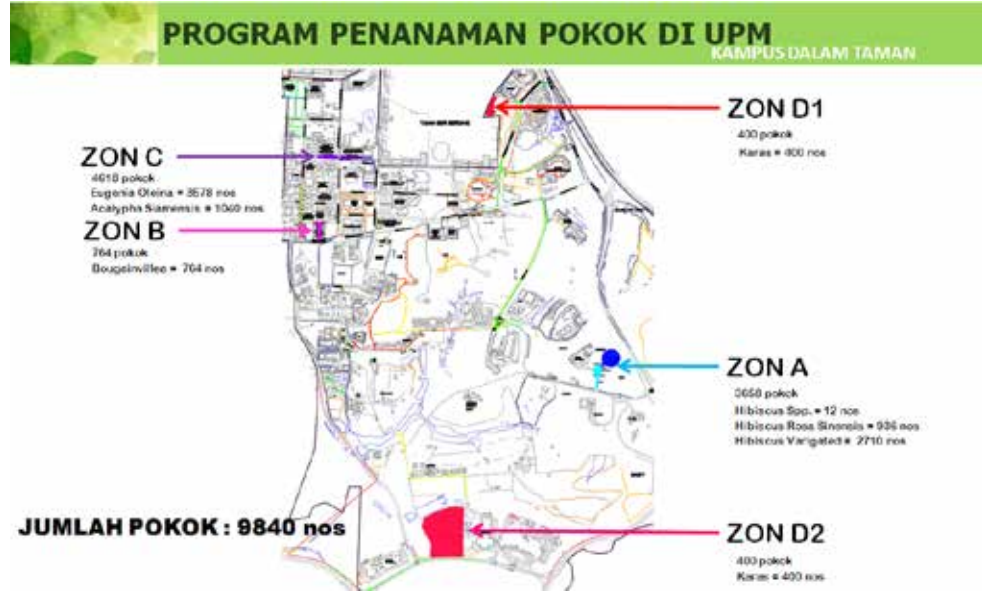 PROGRAM PENANAMAN POKOK DI UPM
KAMPUS DALAM TAMAN
ZON D1
400 pokok
Karas = 400 nos
ZON C
4618 pokok
Eugenia Oleina = 3578 nos
Acalypha Siamensis = 1040 nos
ZON B
764 pokok
Bougainvillea = 764 nos
ZON A
3658 pokok
Hibiscus Spp. = 12 nos
Hibiscus Rosa Sinensis = 936 nos
Hibiscus Varigated = 2710 nos
JUMLAH POKOK : 9840 nos
ZON D2
400 pokok
Karas = 400 nos